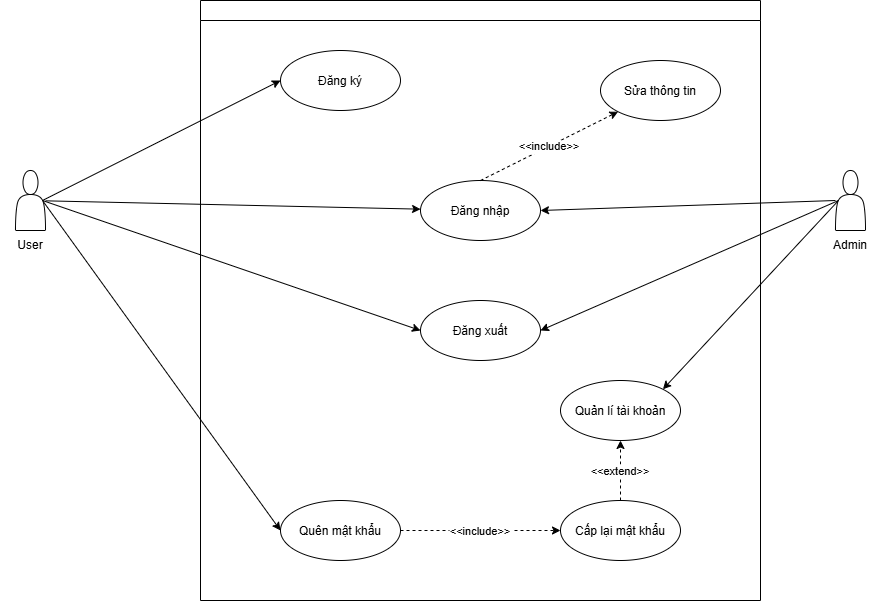 Đăng ký
Sửa thông tin
<<include>>
Đăng nhập
User
Admin
Đăng xuất
Quản lí tài khoản
<<extend>>
Quên mật khẩu
<<include>>
Cấp lại mật khẩu